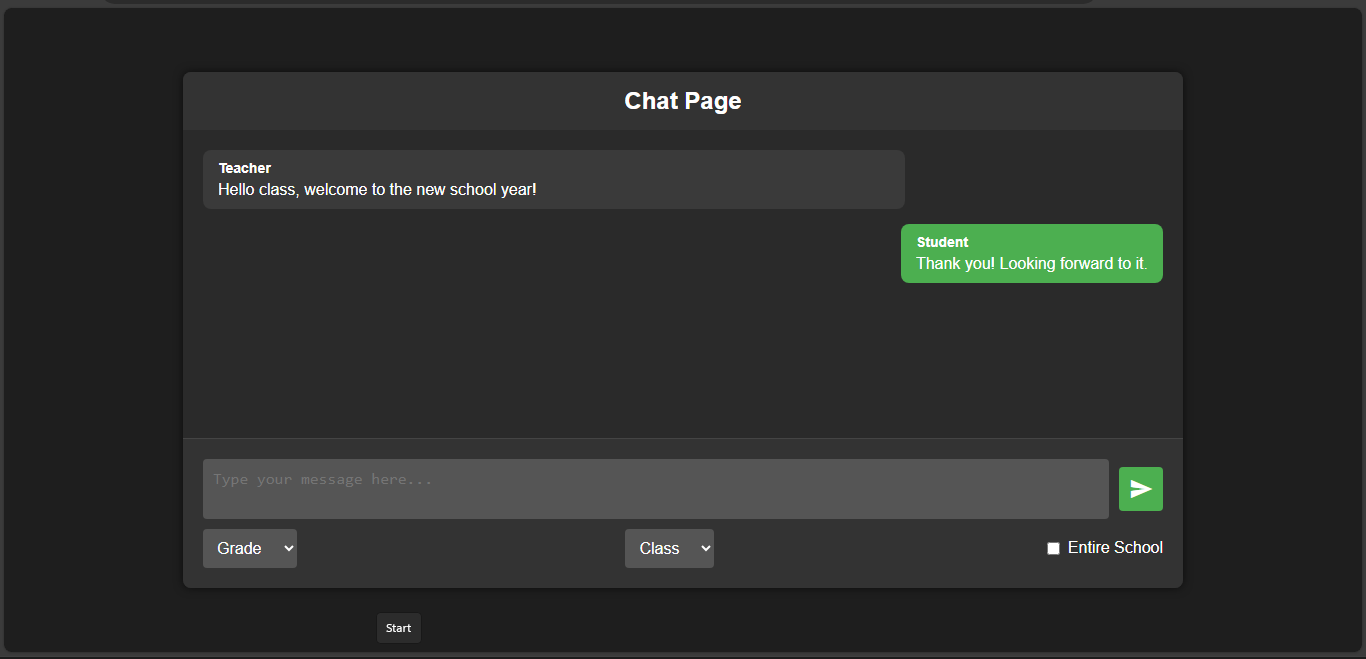 Chat Page
Teacher
Hello class, welcome to the new school year!
Student
Thank you! Looking forward to it.
Type your message here...
Grade
Class
Entire School
Start